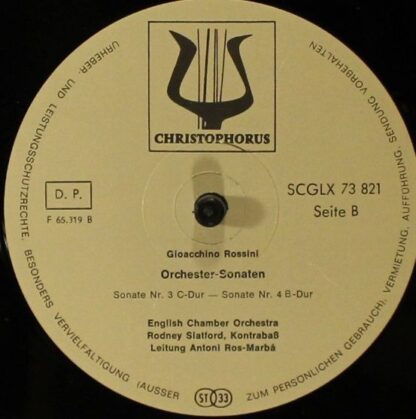 CHRISTOPHORUS
D. P.
F 65.319 B
SCGLX 73 821
Seite B
Gioacchino Rossini
Orchester-Sonaten
Sonate Nr. 3 C-Dur — Sonate Nr. 4 B-Dur
English Chamber Orchestra
Rodney Slatford, Kontrabaß
Leitung Antoni Ros-Marbà
URHEBER- UND LEISTUNGSSCHUTZRECHTE. BESONDERS VERVIELFÄLTIGUNG (AUSSER ZUM PERSÖNLICHEN GEBRAUCH), VERMIETUNG, AUFFÜHRUNG, SENDUNG VORBEHALTEN
ST 33